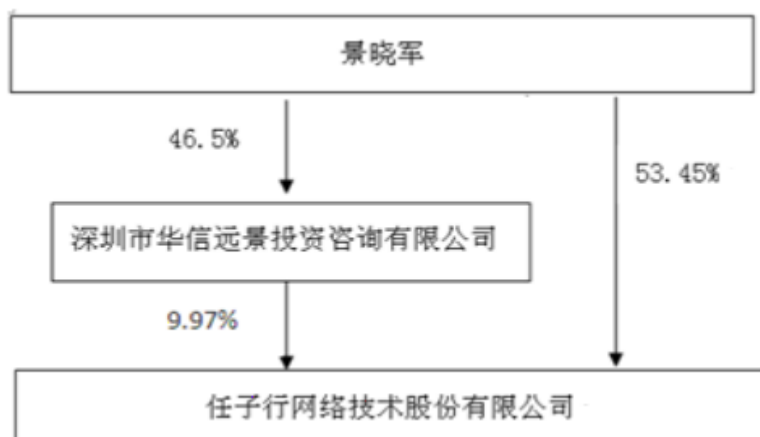 景晓军
46.5%
53.45%
深圳市华信远景投资咨询有限公司
9.97%
任子行网络技术股份有限公司